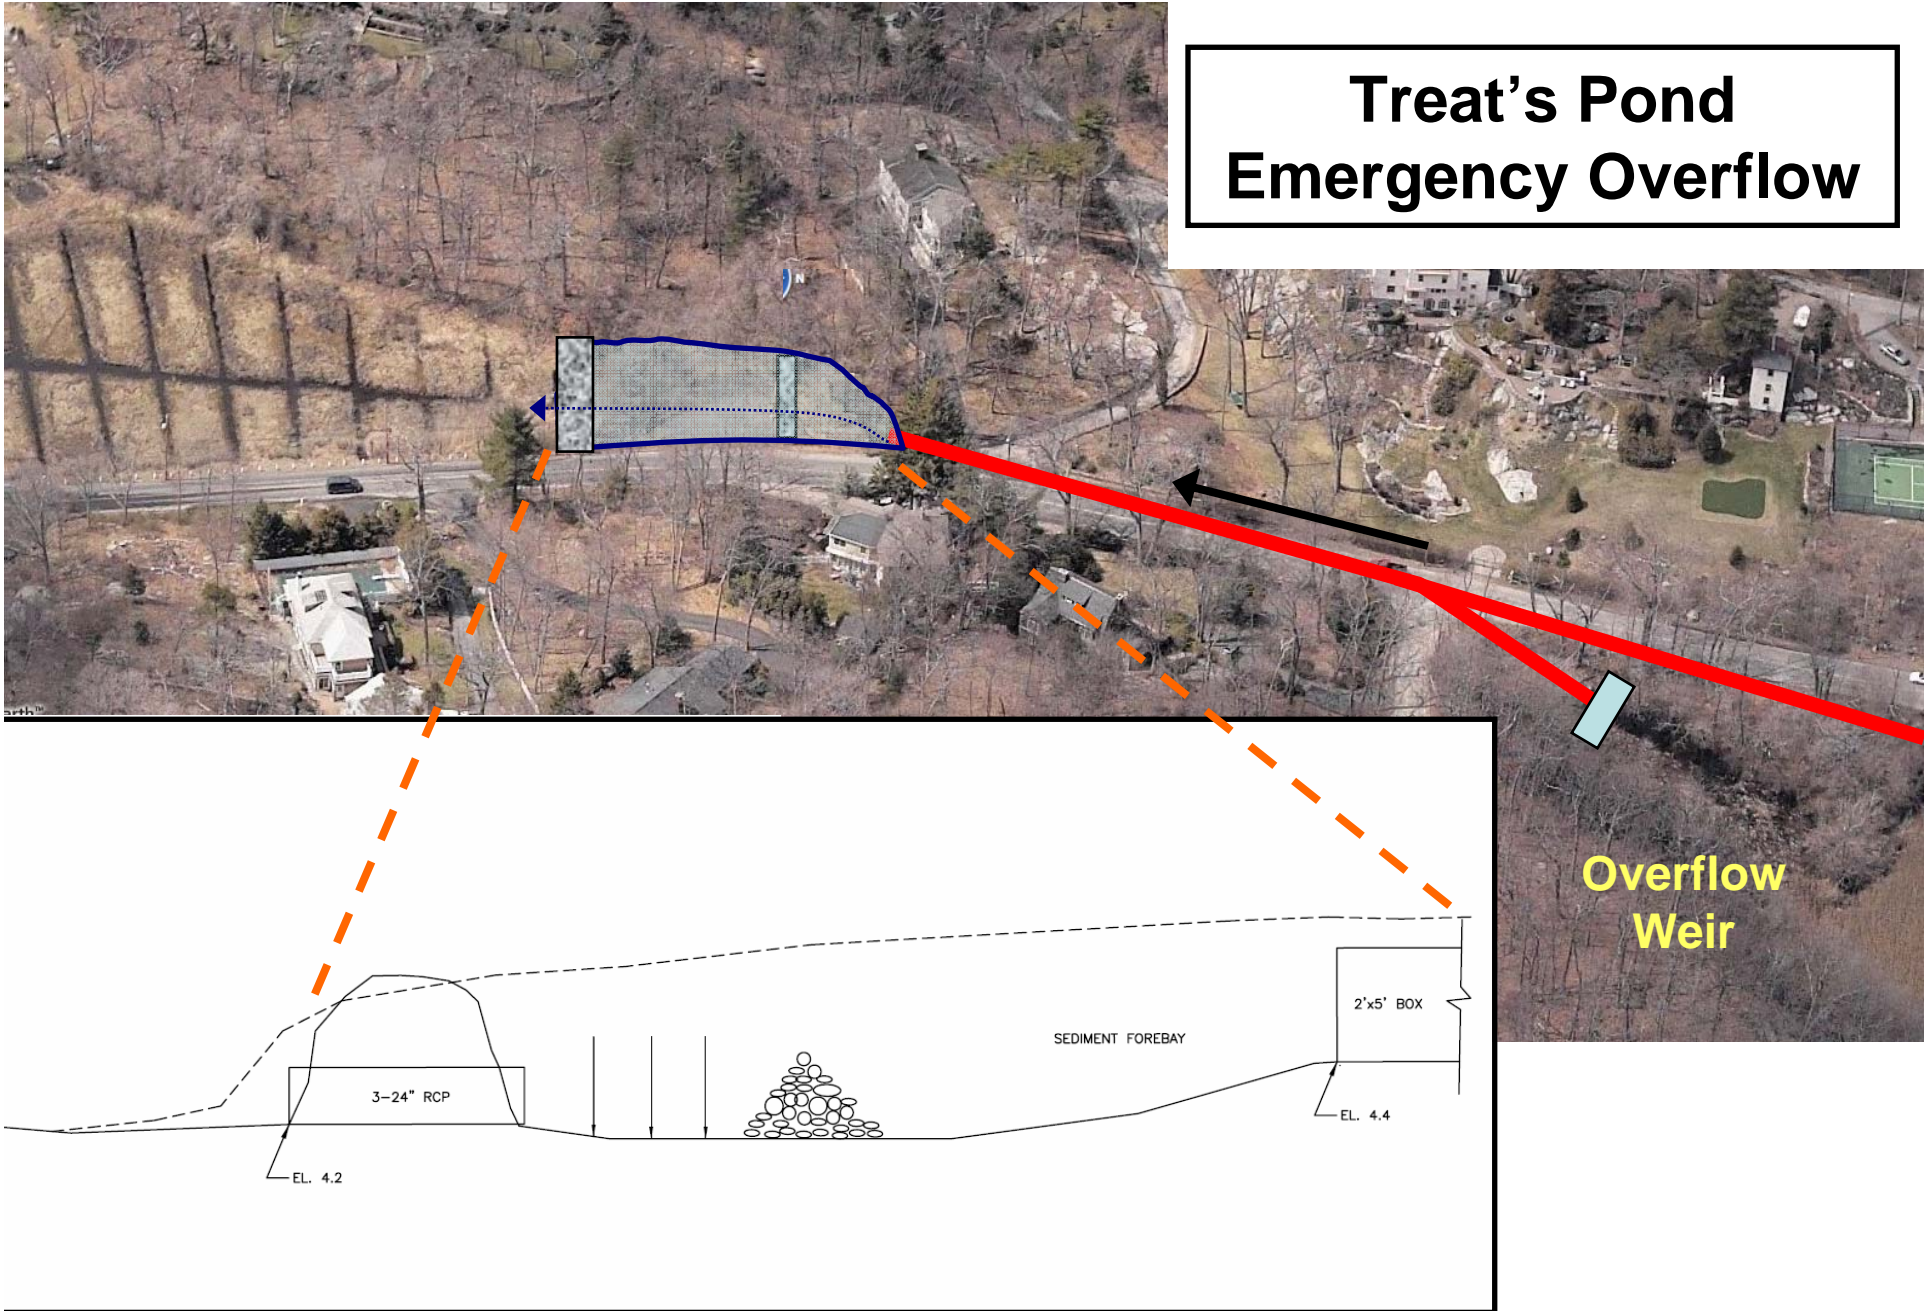 Treat’s Pond
Emergency Overflow
N
earth™
Overflow
Weir
2'x5' BOX
SEDIMENT FOREBAY
3-24" RCP
EL. 4.4
EL. 4.2